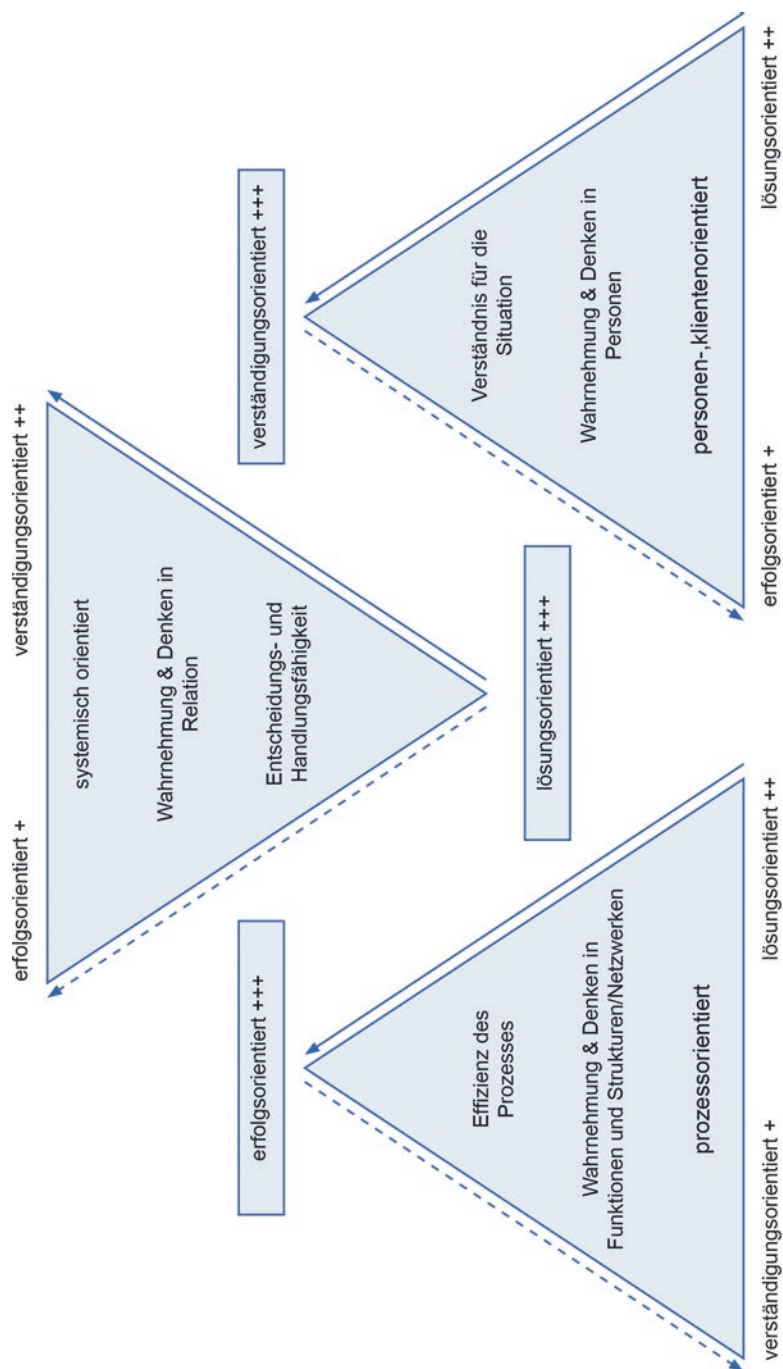 erfolgsorientiert +
verständigungsorientiert ++
systemisch orientiert
Wahrnehmung & Denken in
Relation
Entscheidungs- und
Handlungsfähigkeit
erfolgsorientiert +++
verständigungsorientiert +++
lösungsorientiert +++
Effizienz des
Prozesses
Wahrnehmung & Denken in
Funktionen und Strukturen/Netzwerken
prozessorientiert
verständigungsorientiert +
lösungsorientiert ++
Verständnis für die
Situation
Wahrnehmung & Denken in
Personen
personen-,klientenorientiert
erfolgsorientiert +
lösungsorientiert ++